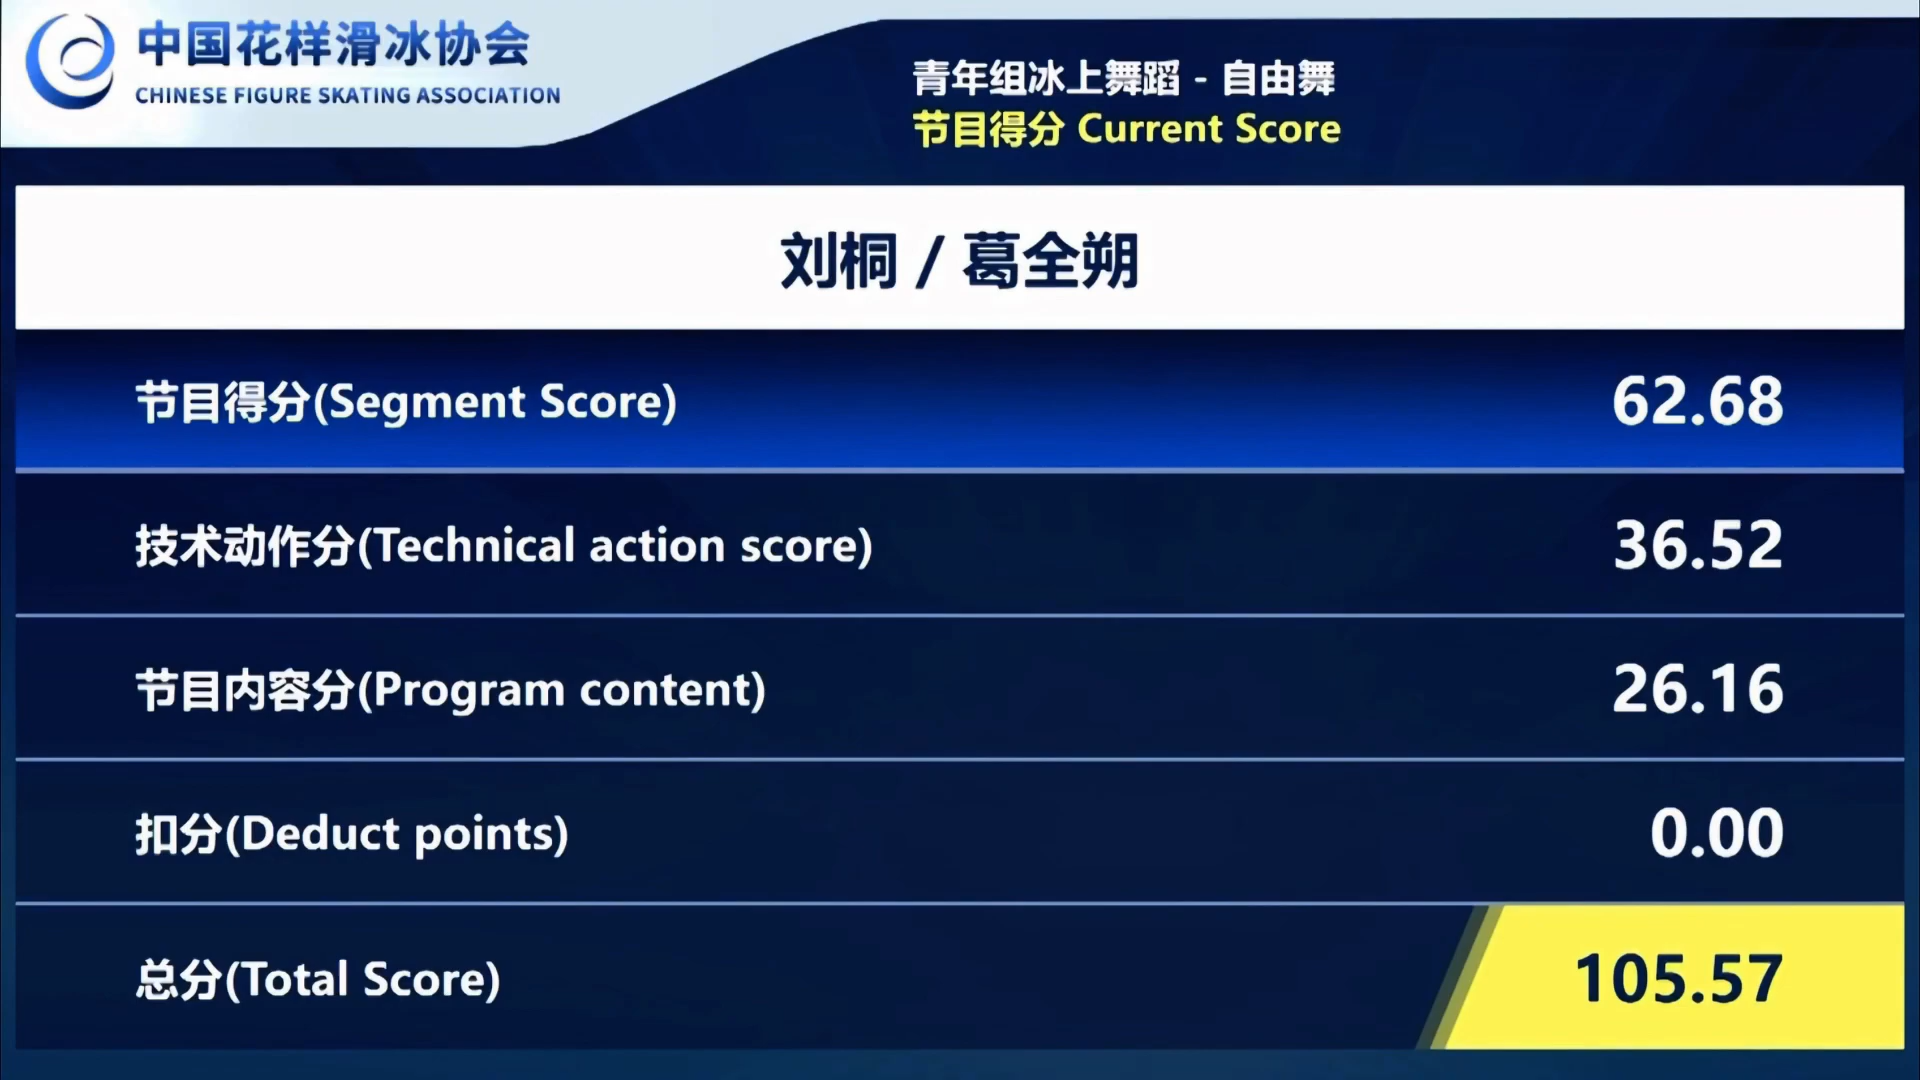 中国花样滑冰协会
CHINESE FIGURE SKATING ASSOCIATION
青年组冰上舞蹈 - 自由舞
节目得分 Current Score
刘桐 / 葛全朔
节目得分(Segment Score) 62.68
技术动作分(Technical action score) 36.52
节目内容分(Program content) 26.16
扣分(Deduct points) 0.00
总分(Total Score) 105.57